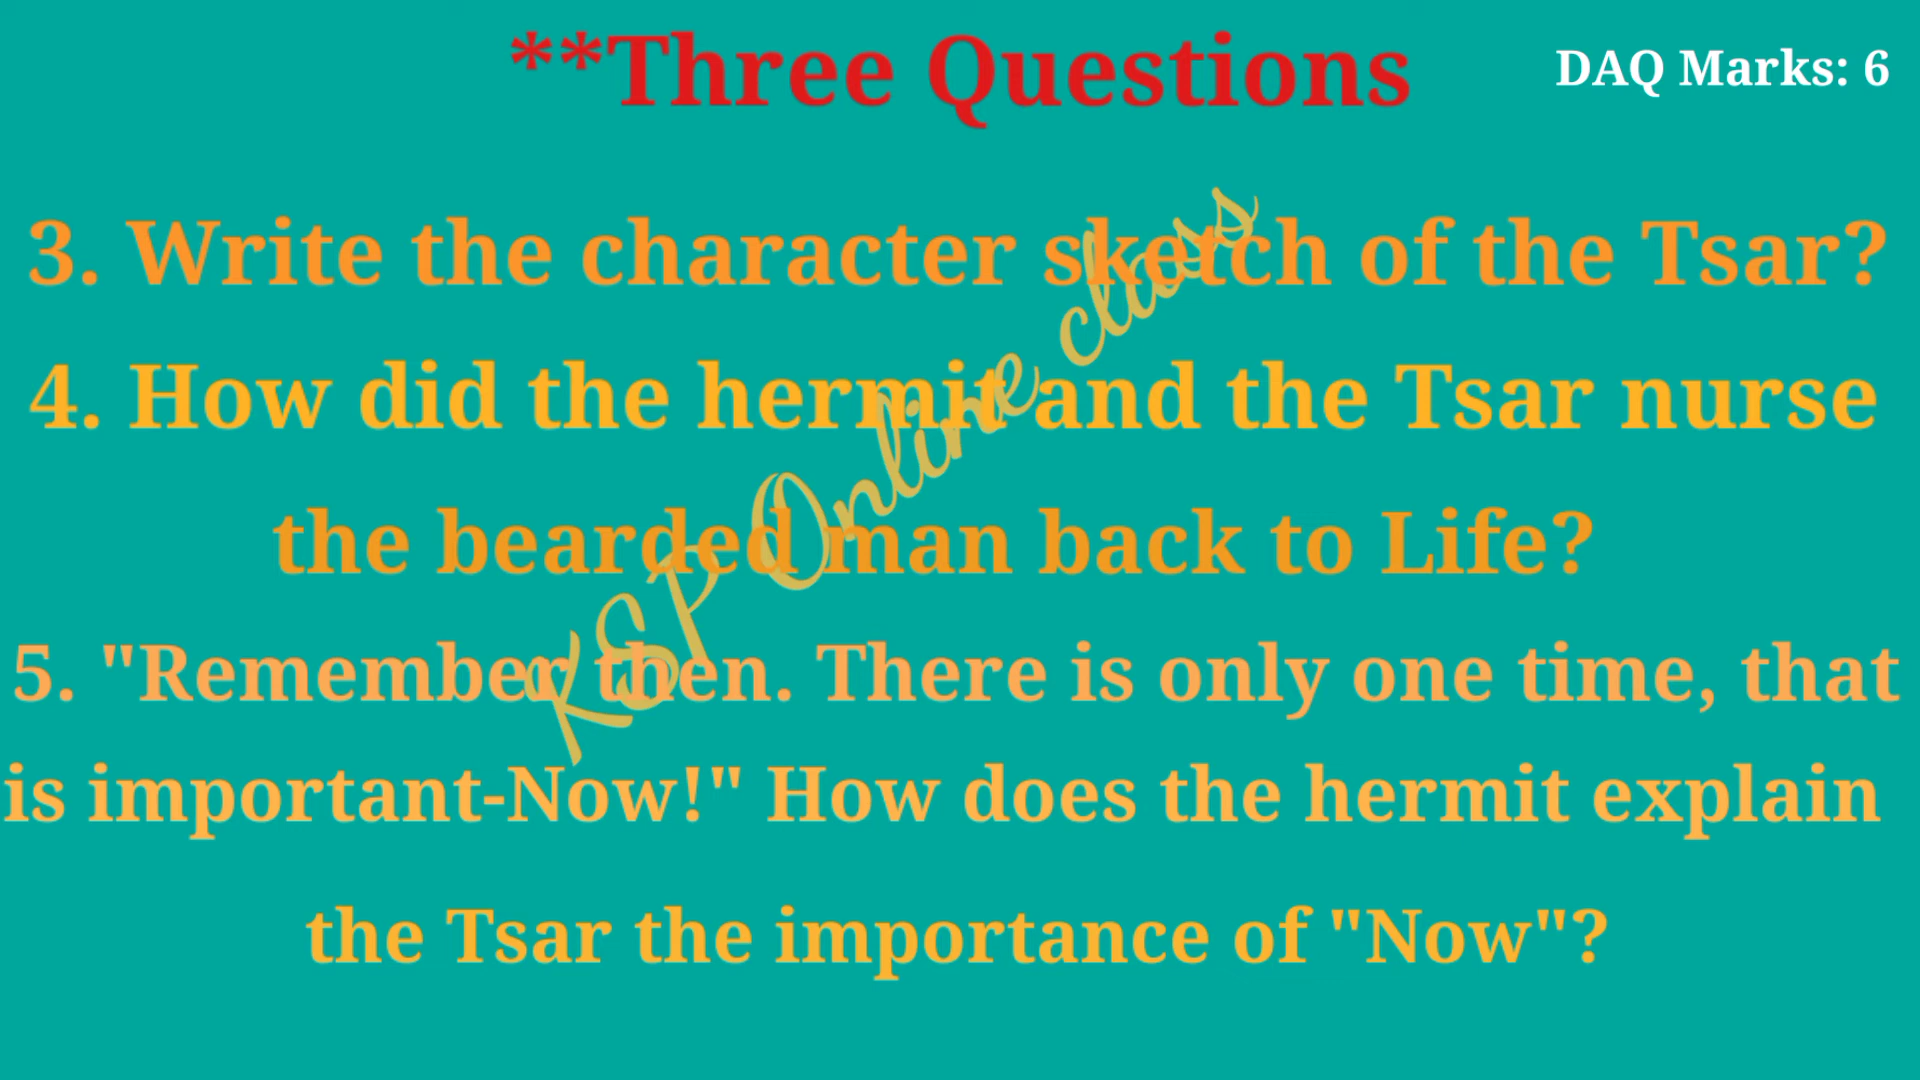 **Three Questions
DAQ Marks: 6
3. Write the character sketch of the Tsar?
4. How did the hermit and the Tsar nurse
the bearded man back to Life?
5. "Remember then. There is only one time, that
is important-Now!" How does the hermit explain
the Tsar the importance of "Now"?
KSP Online class